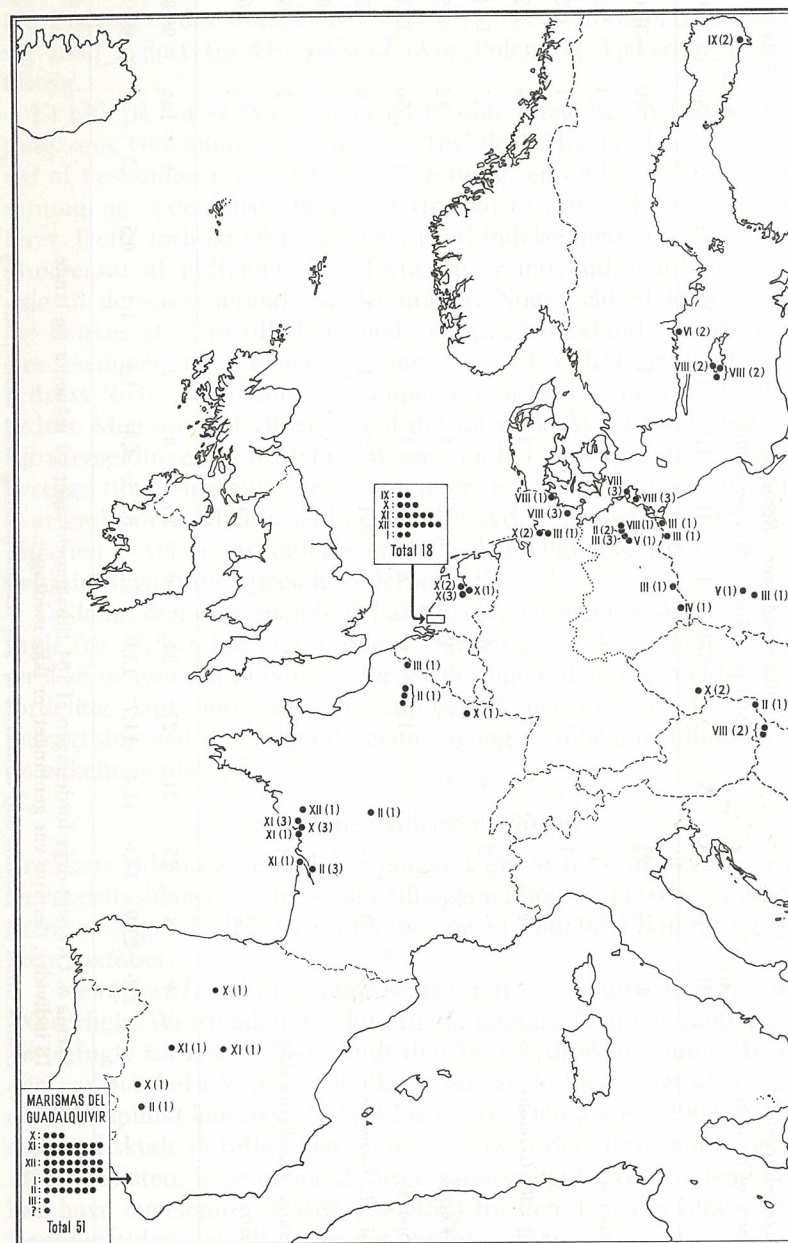 IX (2)
VI (2)
VIII (2)
VIII (2)
VIII (1)
VIII
(3)
VIII (3)
VIII (3)
X (2)
III (1)
VIII (1)
II (2)
III (3)
V (1)
III (1)
III (1)
IX:
X:
XI:
XII:
I:
Total 18
X (2)
X (3)
X (1)
III (1)
IV (1)
V (1)
III (1)
III (1)
II (1)
X (1)
X (2)
II (1)
VIII (2)
XII (1)
II (1)
XI (3)
X (3)
XI (1)
XI (1)
II (3)
X (1)
XI (1)
XI (1)
X (1)
II (1)
MARISMAS DEL
GUADALQUIVIR
X:
XI:
XII:
I:
II:
III:
?:
Total 51